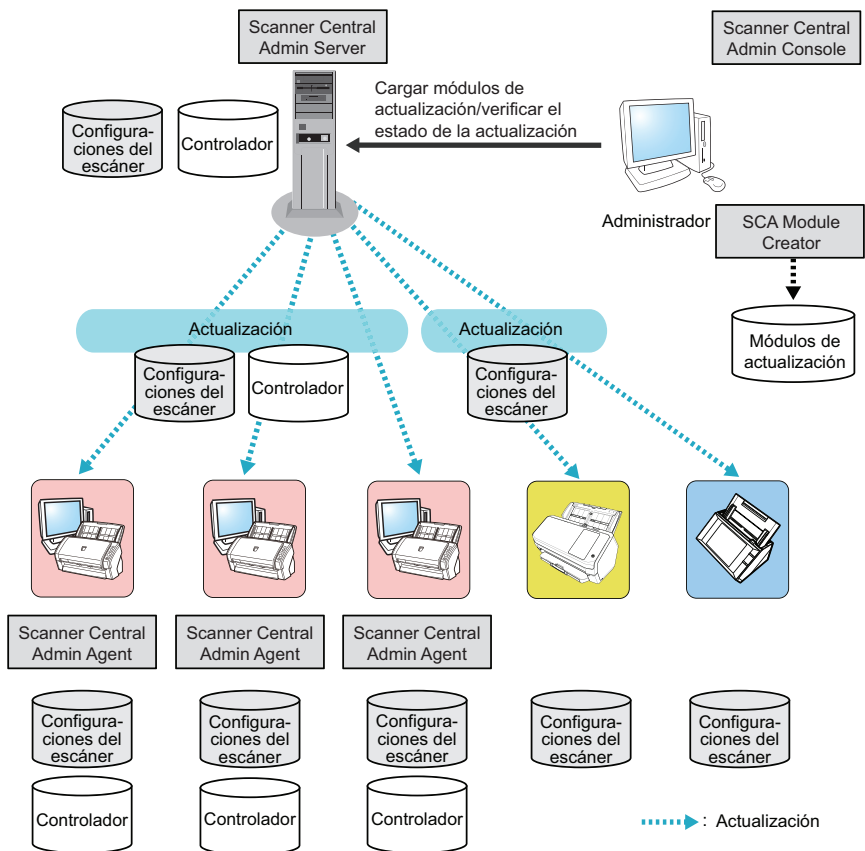 Scanner Central
Admin Server
Scanner Central
Admin Console
Cargar módulos de
actualización/verificar el
estado de la actualización
Configura-
ciones del
escáner
Controlador
Administrador
SCA Module
Creator
Módulos de
actualización
Actualización
Actualización
Configura-
ciones del
escáner
Controlador
Configura-
ciones del
escáner
Scanner Central
Admin Agent
Scanner Central
Admin Agent
Scanner Central
Admin Agent
Configura-
ciones del
escáner
Configura-
ciones del
escáner
Configura-
ciones del
escáner
Configura-
ciones del
escáner
Configura-
ciones del
escáner
Controlador
Controlador
Controlador
: Actualización